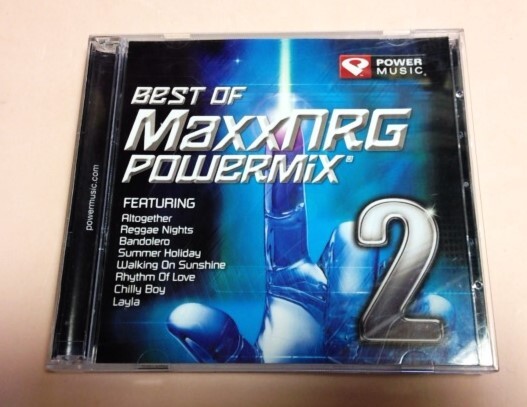 POWER
MUSIC®
BEST OF
MaxxNRG
POWERMiX®
FEATURING
Altogether
Reggae Nights
Bandolero
Summer Holiday
Walking On Sunshine
Rhythm Of Love
Chilly Boy
Layla
2
powermusic.com